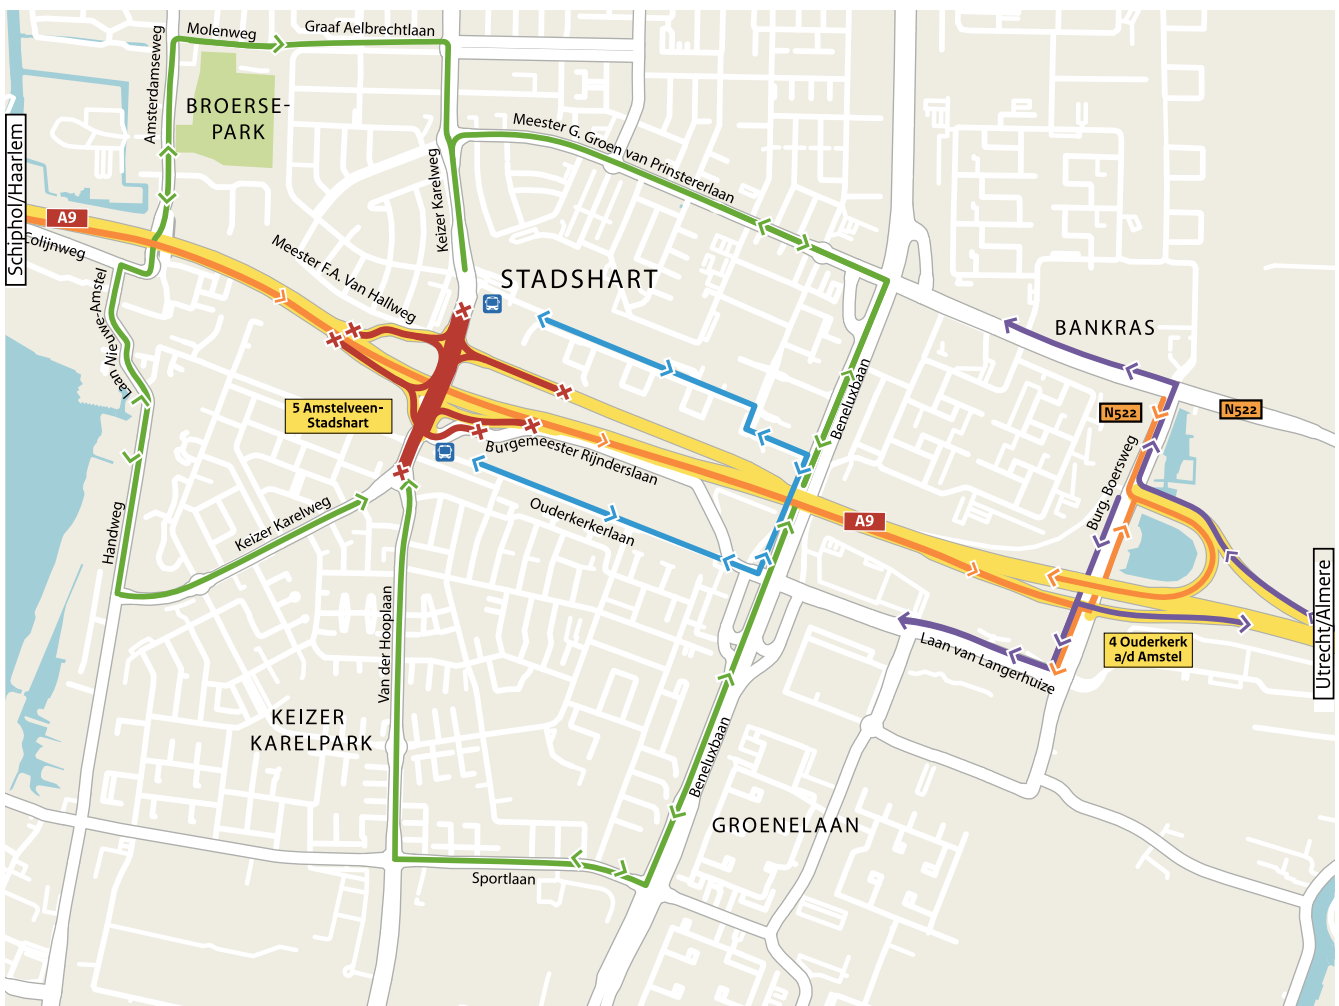 Molenweg
Graaf Aelbrechtlaan
Amsterdamseweg
BROERSE-
PARK
Meester G. Groen van Prinstererlaan
Schiphol/Haarlem
A9
Colijnweg
Keizer Karelweg
Meester F.A. Van Hallweg
STADSHART
Laan Nieuwe-Amstel
BANKRAS
5 Amstelveen-
Stadshart
Beneluxbaan
N522
N522
Burgemeester Rijnderslaan
Burg. Boersweg
Handweg
Keizer Karelweg
Ouderkerkerlaan
A9
Van der Hooplaan
4 Ouderkerk
a/d Amstel
Utrecht/Almere
Laan van Langerhuize
KEIZER
KARELPARK
Beneluxbaan
GROENELAAN
Sportlaan